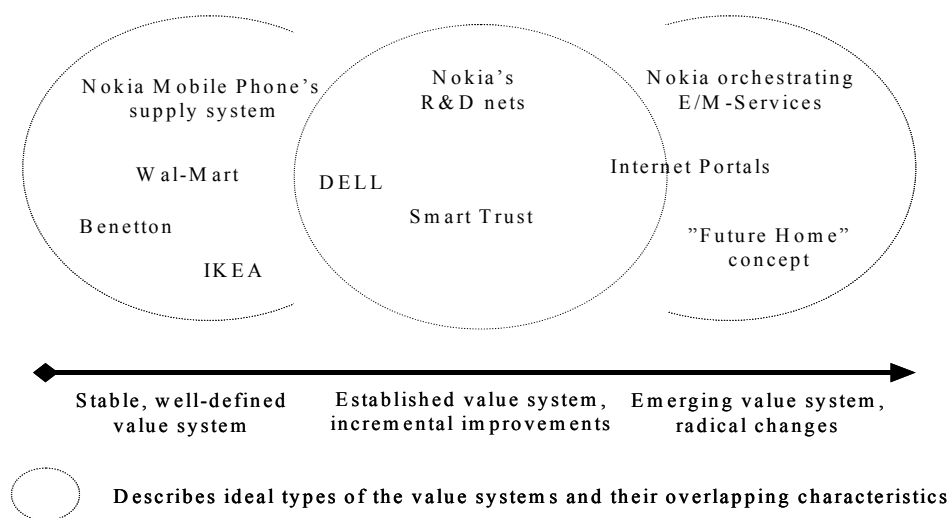 Nokia Mobile Phone's
supply system
Wal-Mart
Benetton
IKEA
Nokia's
R&D nets
DELL
Smart Trust
Nokia orchestrating
E/M-Services
Internet Portals
”Future Home”
concept
Stable, well-defined
value system
Established value system,
incremental improvements
Emerging value system,
radical changes
Describes ideal types of the value systems and their overlapping characteristics